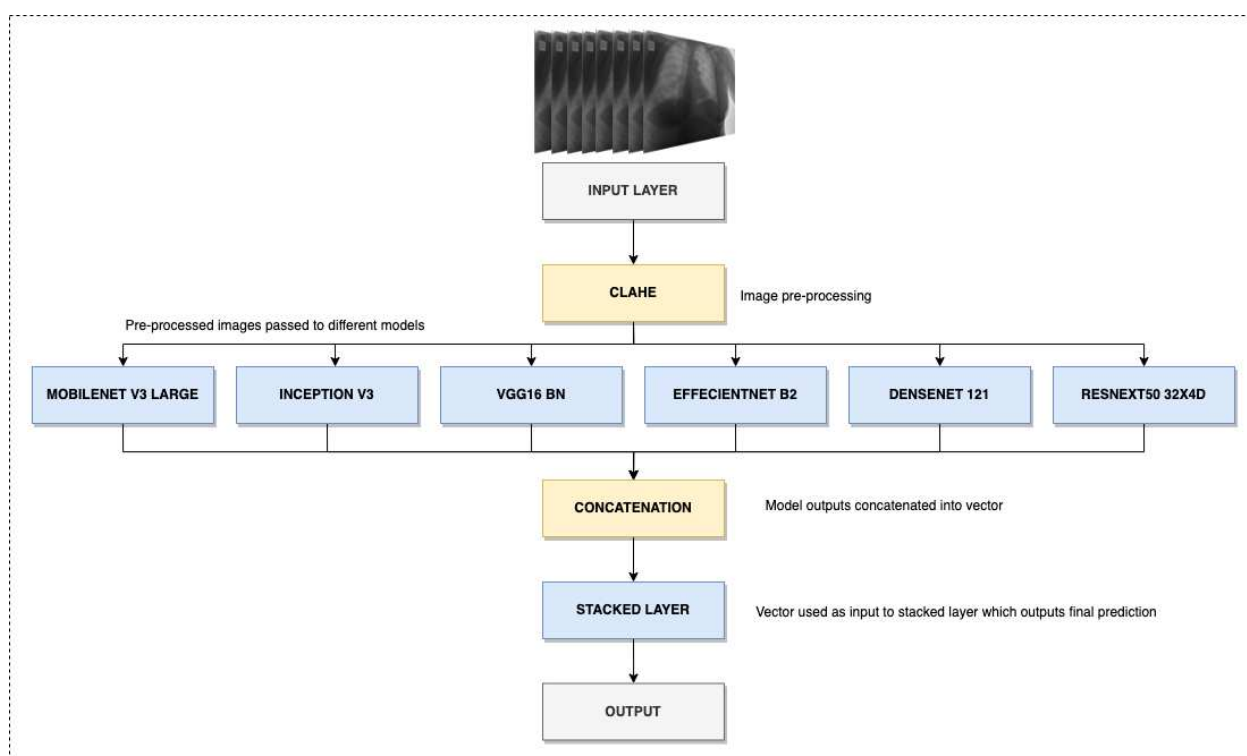 INPUT LAYER
CLAHE
Image pre-processing
Pre-processed images passed to different models
MOBILENET V3 LARGE
INCEPTION V3
VGG16 BN
EFFECIENTNET B2
DENSENET 121
RESNEXT50 32X4D
CONCATENATION
Model outputs concatenated into vector
STACKED LAYER
Vector used as input to stacked layer which outputs final prediction
OUTPUT